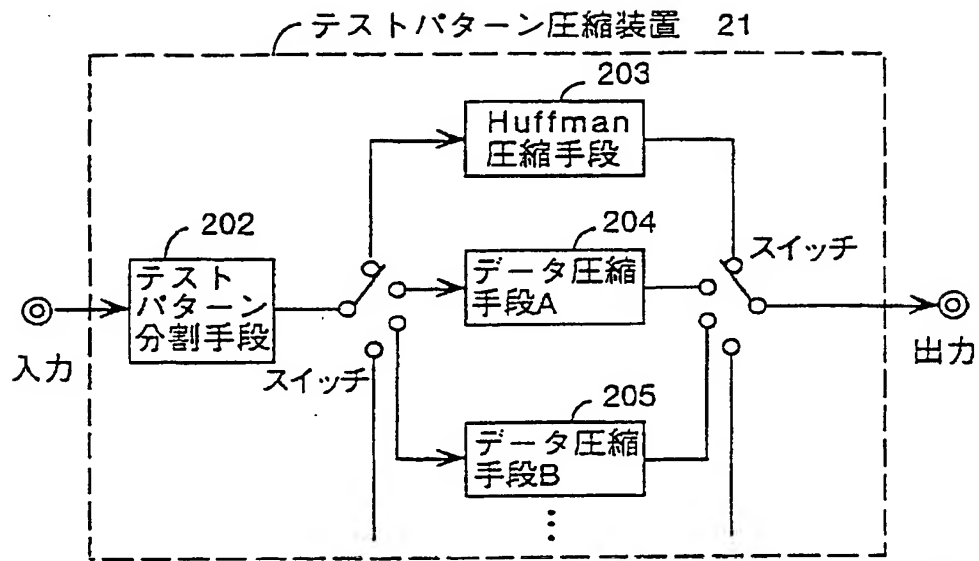 テストパターン圧縮装置 21
203
Huffman
圧縮手段
202
テスト
パターン
分割手段
204
データ圧縮
手段A
スイッチ
入力
スイッチ
出力
205
データ圧縮
手段B